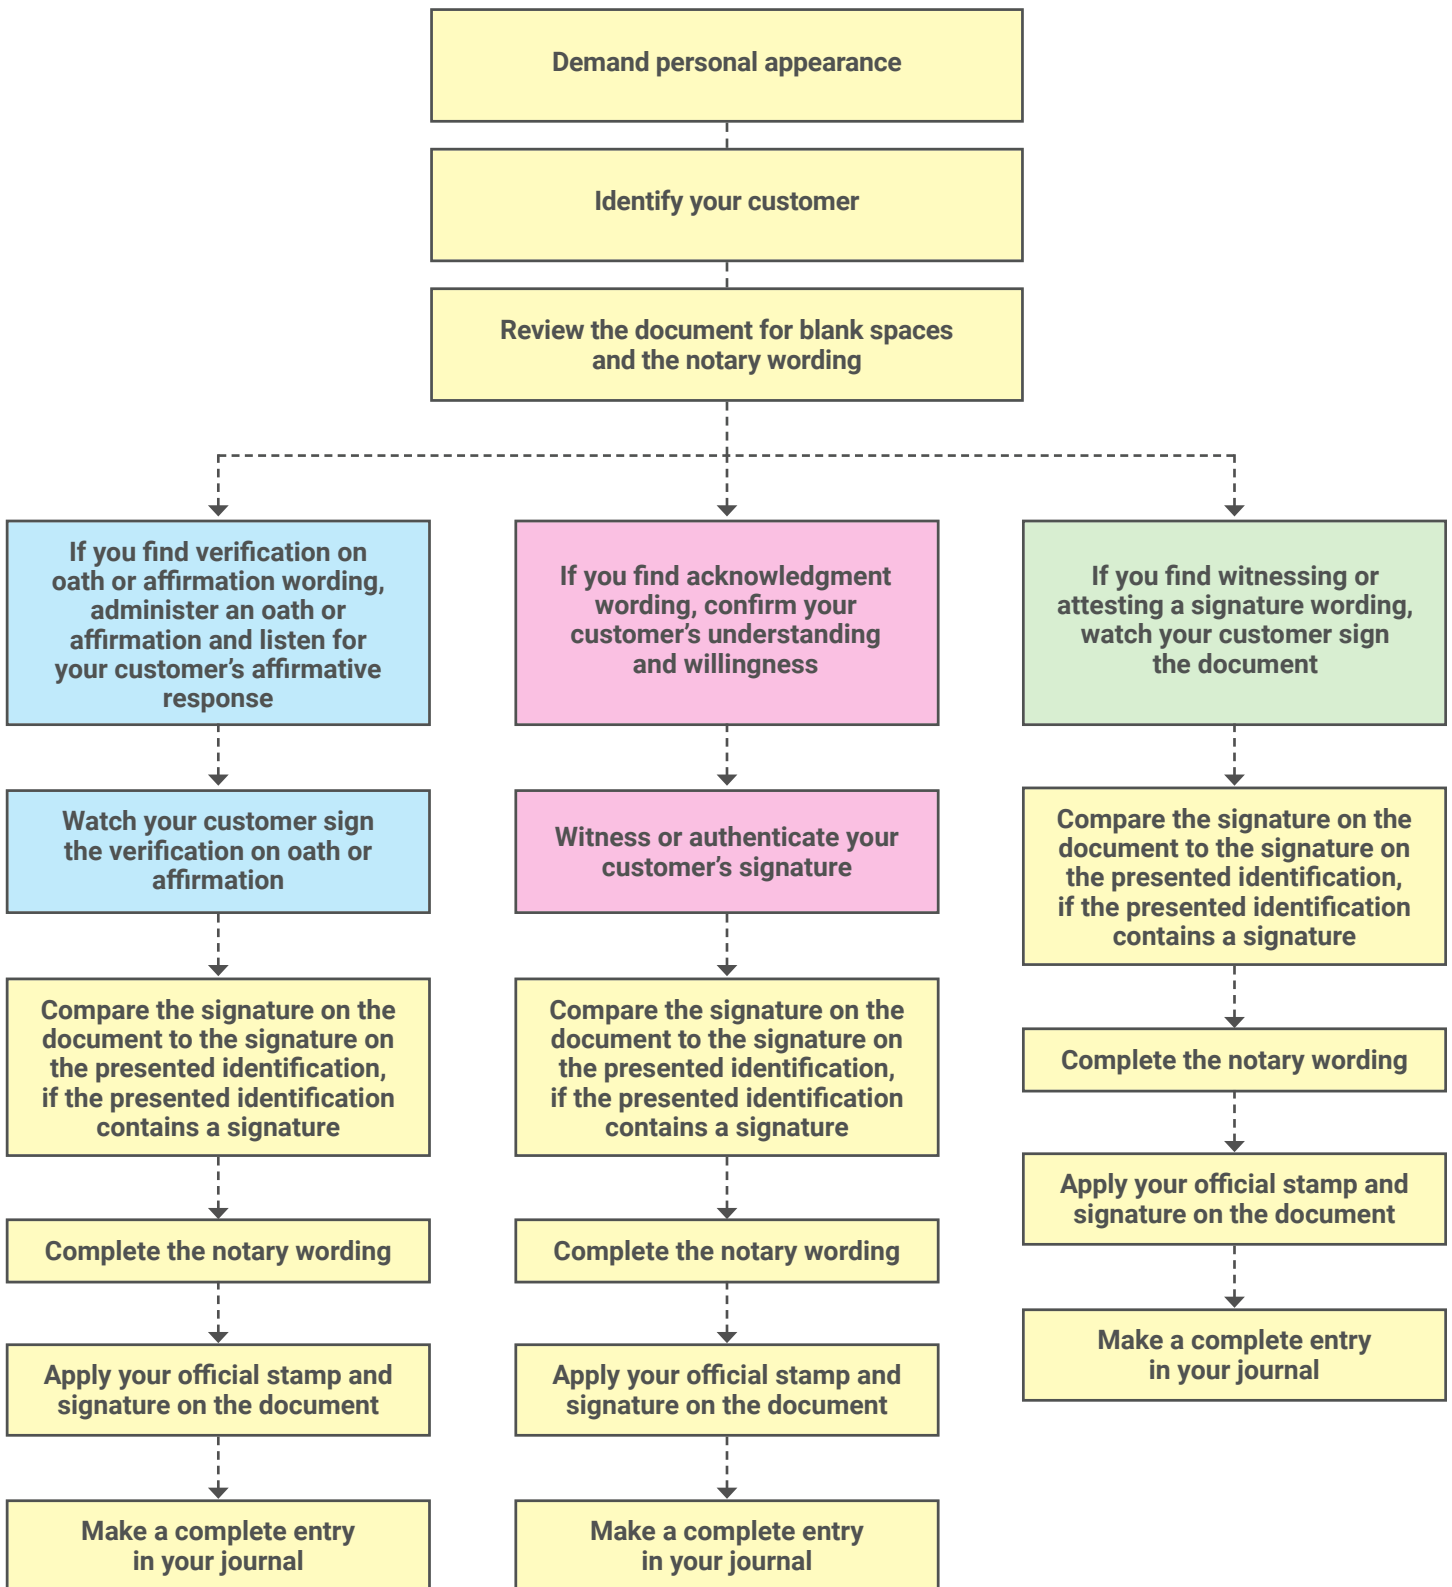 Demand personal appearance
Identify your customer
Review the document for blank spaces
and the notary wording
If you find verification on
oath or affirmation wording,
administer an oath or
affirmation and listen for
your customer’s affirmative
response
Watch your customer sign
the verification on oath or
affirmation
Compare the signature on the
document to the signature on
the presented identification,
if the presented identification
contains a signature
Complete the notary wording
Apply your official stamp and
signature on the document
Make a complete entry
in your journal
If you find acknowledgment
wording, confirm your
customer’s understanding
and willingness
Witness or authenticate your
customer’s signature
Compare the signature on the
document to the signature on
the presented identification,
if the presented identification
contains a signature
Complete the notary wording
Apply your official stamp and
signature on the document
Make a complete entry
in your journal
If you find witnessing or
attesting a signature wording,
watch your customer sign
the document
Compare the signature on the
document to the signature on
the presented identification,
if the presented identification
contains a signature
Complete the notary wording
Apply your official stamp and
signature on the document
Make a complete entry
in your journal